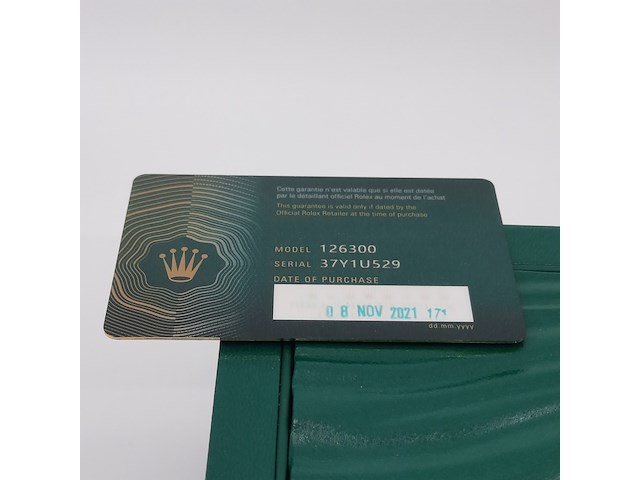 Cette garantie n'est valable que si elle est datée
par le détaillant officiel Rolex au moment de l'achat
This guarantee is valid only if dated by the
Official Rolex Retailer at the time of purchase
MODEL 126300
SERIAL 37Y1U529
DATE OF PURCHASE
08 NOV 2021 171
dd.mm.yyyy